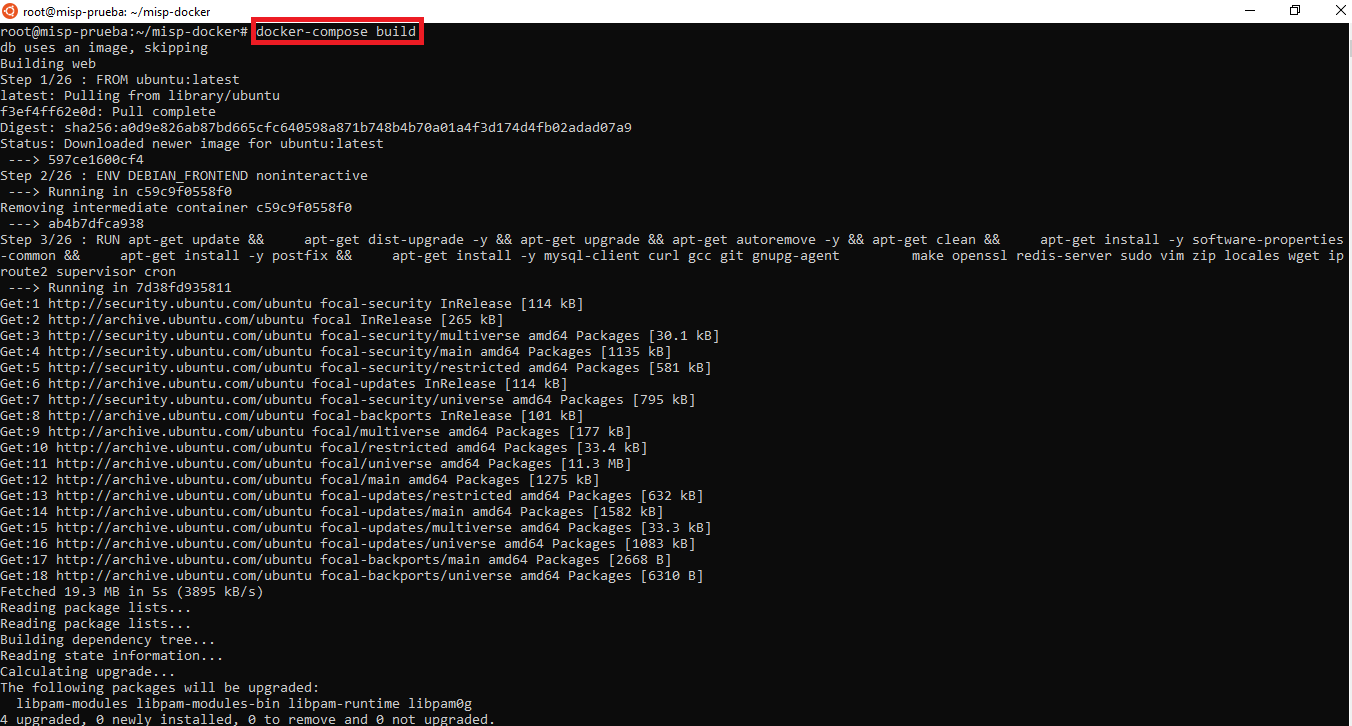 root@misp-prueba: ~/misp-docker
root@misp-prueba:~/misp-docker# docker-compose build
db uses an image, skipping
Building web
Step 1/26 : FROM ubuntu:latest
latest: Pulling from library/ubuntu
f3ef4ff62e0d: Pull complete
Digest: sha256:a0d9e826ab87bd665cfc640598a871b748b4b70a01a4f3d174d4fb02adad07a9
Status: Downloaded newer image for ubuntu:latest
 ---> 597ce1600cf4
Step 2/26 : ENV DEBIAN_FRONTEND noninteractive
 ---> Running in c59c9f0558f0
Removing intermediate container c59c9f0558f0
 ---> ab4b7dfca938
Step 3/26 : RUN apt-get update &&     apt-get dist-upgrade -y && apt-get upgrade && apt-get autoremove -y && apt-get clean &&     apt-get install -y software-properties
-common &&     apt-get install -y postfix &&     apt-get install -y mysql-client curl gcc git gnupg-agent         make openssl redis-server sudo vim zip locales wget ip
route2 supervisor cron
 ---> Running in 7d38fd935811
Get:1 http://security.ubuntu.com/ubuntu focal-security InRelease [114 kB]
Get:2 http://archive.ubuntu.com/ubuntu focal InRelease [265 kB]
Get:3 http://security.ubuntu.com/ubuntu focal-security/multiverse amd64 Packages [30.1 kB]
Get:4 http://security.ubuntu.com/ubuntu focal-security/main amd64 Packages [1135 kB]
Get:5 http://security.ubuntu.com/ubuntu focal-security/restricted amd64 Packages [581 kB]
Get:6 http://archive.ubuntu.com/ubuntu focal-updates InRelease [114 kB]
Get:7 http://security.ubuntu.com/ubuntu focal-security/universe amd64 Packages [795 kB]
Get:8 http://archive.ubuntu.com/ubuntu focal-backports InRelease [101 kB]
Get:9 http://archive.ubuntu.com/ubuntu focal/multiverse amd64 Packages [177 kB]
Get:10 http://archive.ubuntu.com/ubuntu focal/restricted amd64 Packages [33.4 kB]
Get:11 http://archive.ubuntu.com/ubuntu focal/universe amd64 Packages [11.3 MB]
Get:12 http://archive.ubuntu.com/ubuntu focal/main amd64 Packages [1275 kB]
Get:13 http://archive.ubuntu.com/ubuntu focal-updates/restricted amd64 Packages [632 kB]
Get:14 http://archive.ubuntu.com/ubuntu focal-updates/main amd64 Packages [1582 kB]
Get:15 http://archive.ubuntu.com/ubuntu focal-updates/multiverse amd64 Packages [33.3 kB]
Get:16 http://archive.ubuntu.com/ubuntu focal-updates/universe amd64 Packages [1083 kB]
Get:17 http://archive.ubuntu.com/ubuntu focal-backports/main amd64 Packages [2668 B]
Get:18 http://archive.ubuntu.com/ubuntu focal-backports/universe amd64 Packages [6310 B]
Fetched 19.3 MB in 5s (3895 kB/s)
Reading package lists...
Reading package lists...
Building dependency tree...
Reading state information...
Calculating upgrade...
The following packages will be upgraded:
  libpam-modules libpam-modules-bin libpam-runtime libpam0g
4 upgraded, 0 newly installed, 0 to remove and 0 not upgraded.